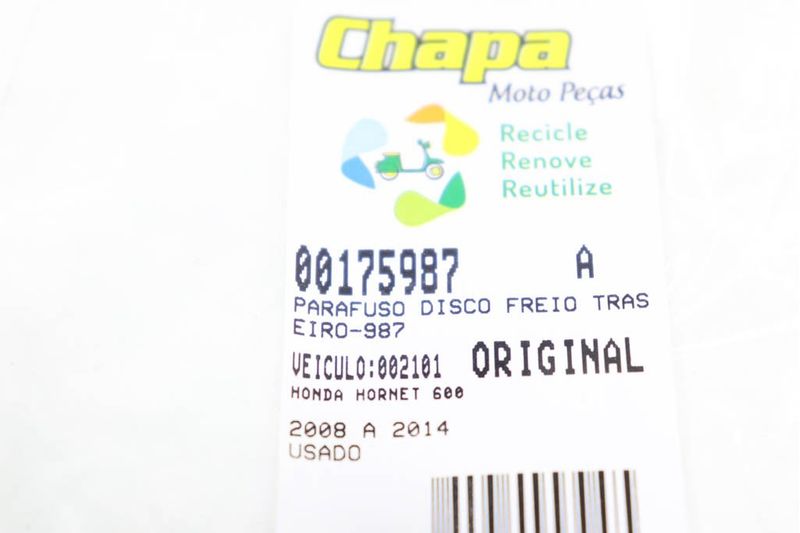 Chapa
Moto Peças
Recicle
Renove
Reutilize
00175987 A
PARAFUSO DISCO FREIO TRAS
EIRO-987
VEICULO:002101 ORIGINAL
HONDA HORNET 600
2008 A 2014
USADO